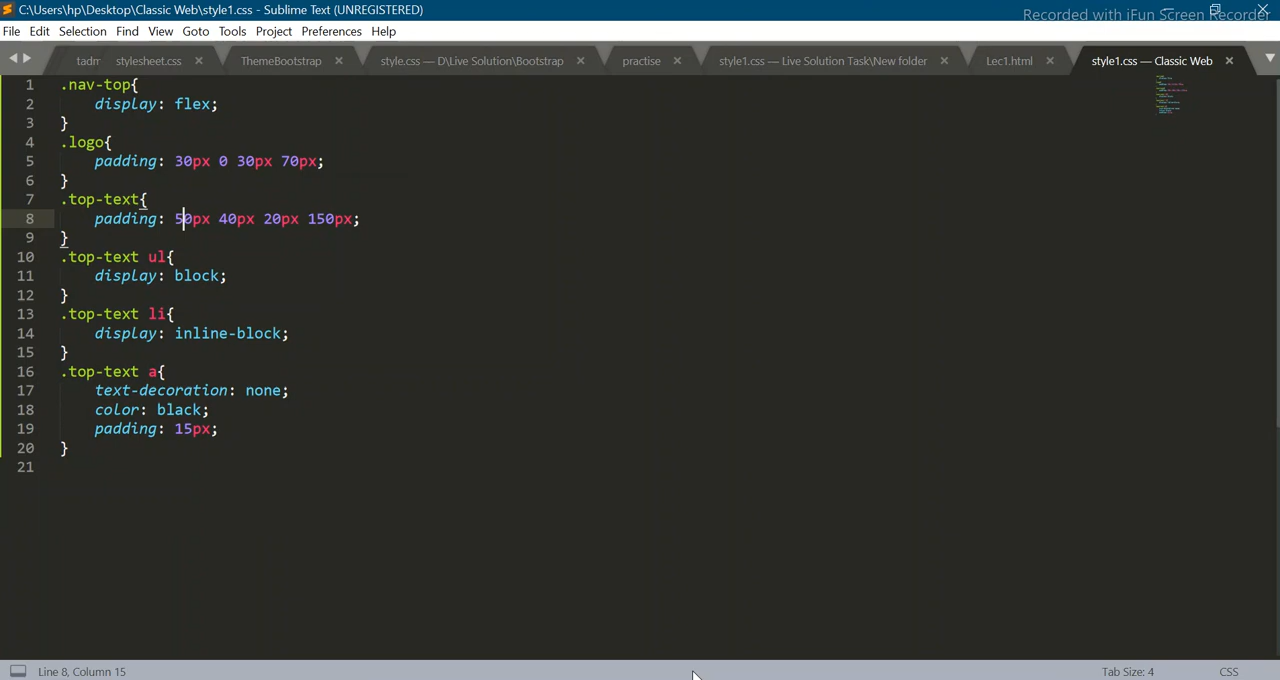 C:\Users\hp\Desktop\Classic Web\style1.css - Sublime Text (UNREGISTERED)
Recorded with iFun Screen Recorder
File Edit Selection Find View Goto Tools Project Preferences Help
tadm stylesheet.css ThemeBootstrap style.css — D\Live Solution\Bootstrap practise style1.css — Live Solution Task\New folder Lec1.html style1.css — Classic Web
1 .nav-top{
2 display: flex;
3 }
4 .logo{
5 padding: 30px 0 30px 70px;
6 }
7 .top-text{
8 padding: 50px 40px 20px 150px;
9 }
10 .top-text ul{
11 display: block;
12 }
13 .top-text li{
14 display: inline-block;
15 }
16 .top-text a{
17 text-decoration: none;
18 color: black;
19 padding: 15px;
20 }
21
Line 8, Column 15 Tab Size: 4 CSS